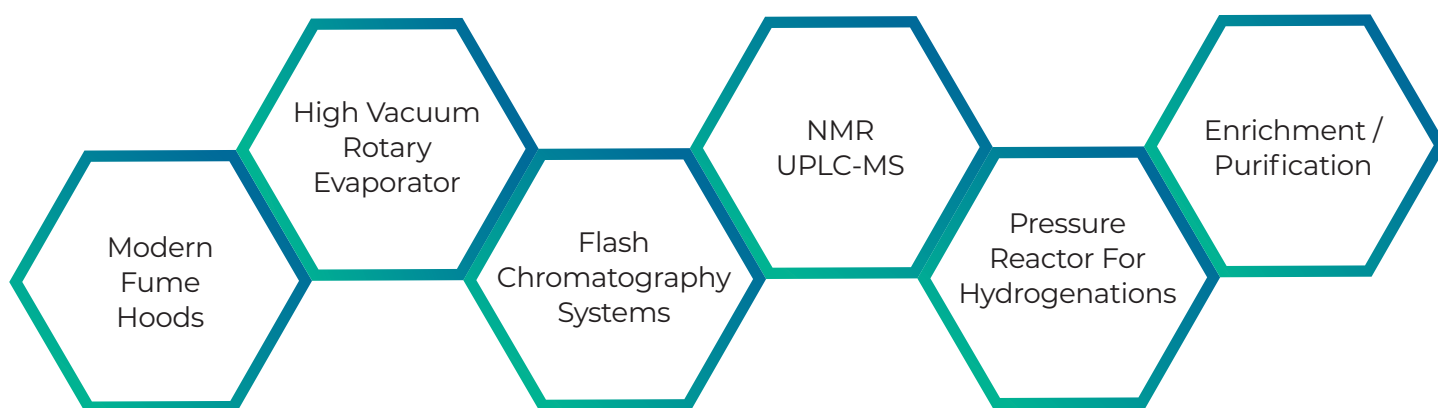 Modern
Fume
Hoods
High Vacuum
Rotary
Evaporator
Flash
Chromatography
Systems
NMR
UPLC-MS
Pressure
Reactor For
Hydrogenations
Enrichment /
Purification